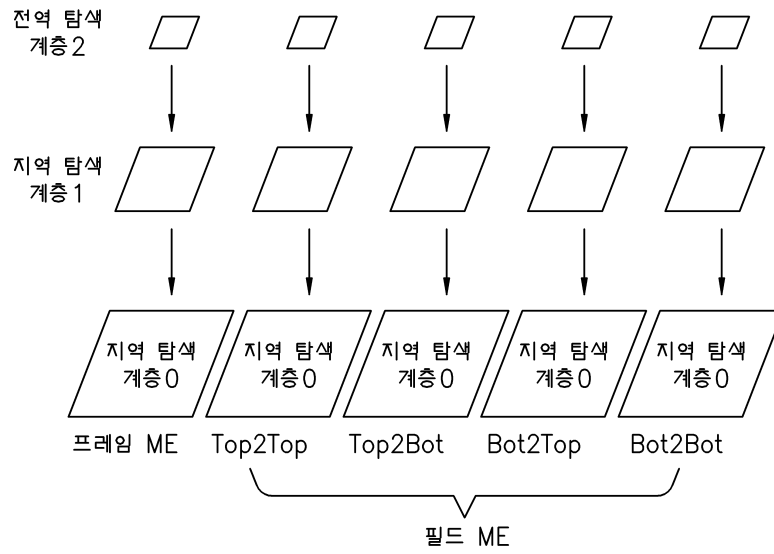 전역 탐색
계층2
지역 탐색
계층1
지역 탐색
계층0
지역 탐색
계층0
지역 탐색
계층0
지역 탐색
계층0
지역 탐색
계층0
프레임 ME Top2Top Top2Bot Bot2Top Bot2Bot
필드 ME